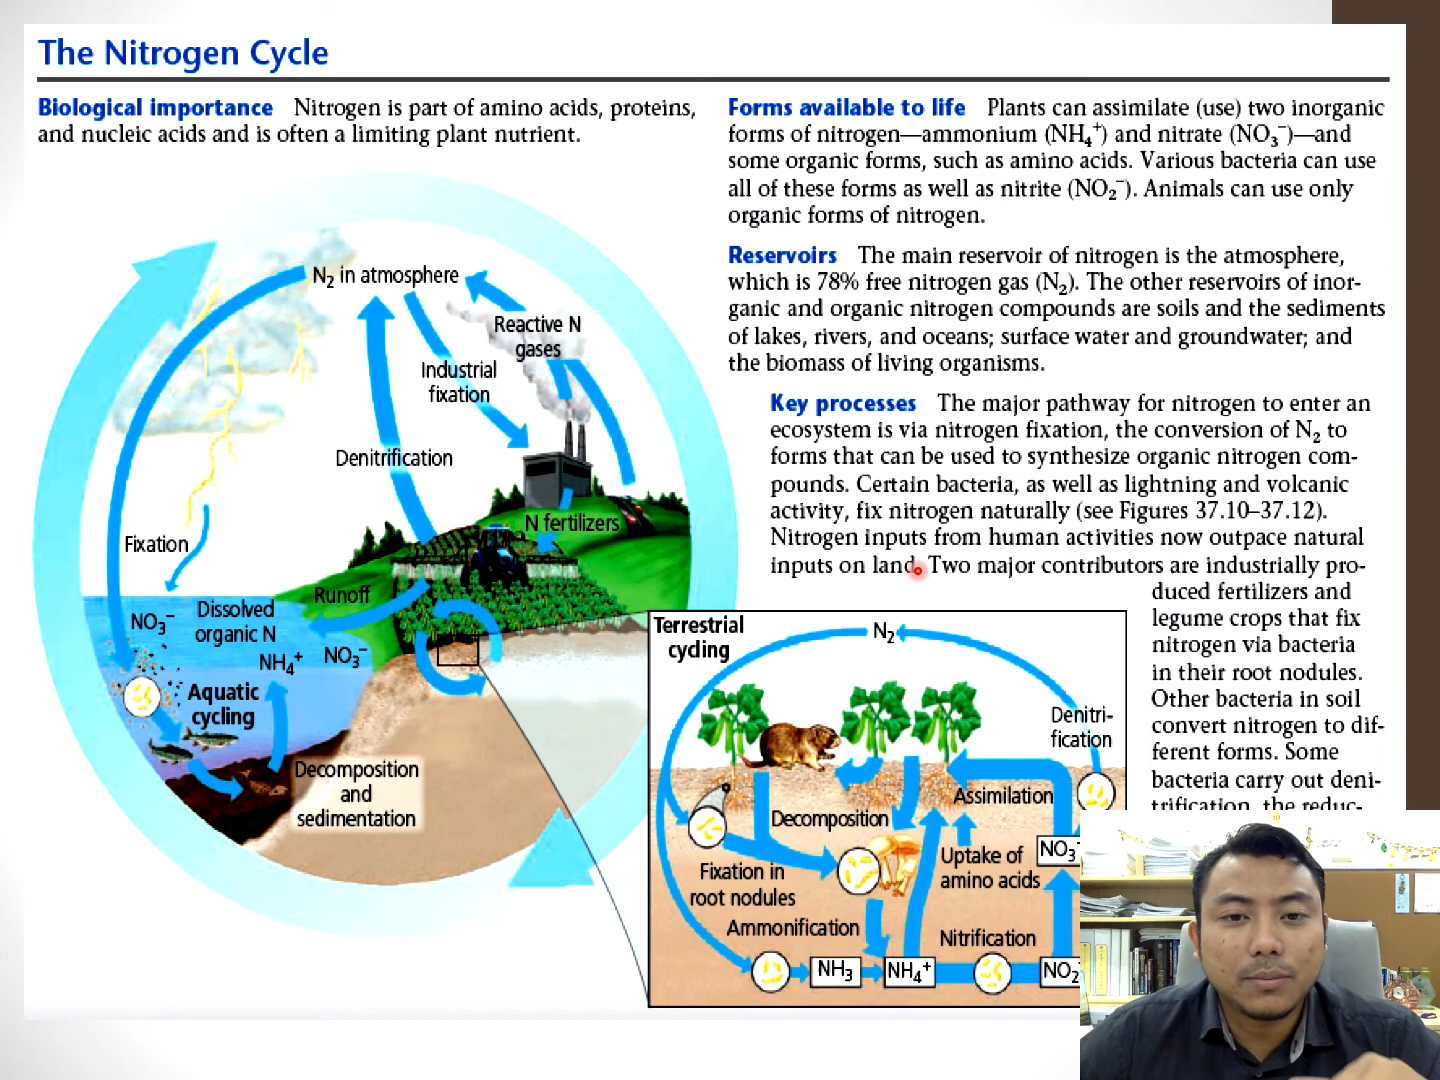 The Nitrogen Cycle
Biological importance Nitrogen is part of amino acids, proteins,
and nucleic acids and is often a limiting plant nutrient.
Forms available to life Plants can assimilate (use) two inorganic
forms of nitrogen—ammonium (NH₄⁺) and nitrate (NO₃⁻)—and
some organic forms, such as amino acids. Various bacteria can use
all of these forms as well as nitrite (NO₂⁻). Animals can use only
organic forms of nitrogen.
Reservoirs The main reservoir of nitrogen is the atmosphere,
which is 78% free nitrogen gas (N₂). The other reservoirs of inor-
ganic and organic nitrogen compounds are soils and the sediments
of lakes, rivers, and oceans; surface water and groundwater; and
the biomass of living organisms.
Key processes The major pathway for nitrogen to enter an
ecosystem is via nitrogen fixation, the conversion of N₂ to
forms that can be used to synthesize organic nitrogen com-
pounds. Certain bacteria, as well as lightning and volcanic
activity, fix nitrogen naturally (see Figures 37.10–37.12).
Nitrogen inputs from human activities now outpace natural
inputs on land. Two major contributors are industrially pro-
duced fertilizers and
legume crops that fix
nitrogen via bacteria
in their root nodules.
Other bacteria in soil
convert nitrogen to dif-
ferent forms. Some
bacteria carry out deni-
trification, the reduc-
N₂ in atmosphere
Reactive N
gases
Industrial
fixation
Denitrification
N fertilizers
Fixation
Runoff
NO₃⁻
Dissolved
organic N
NH₄⁺
NO₃⁻
Aquatic
cycling
Decomposition
and
sedimentation
Terrestrial
cycling
N₂
Denitri-
fication
Assimilation
Decomposition
NO₃⁻
Uptake of
amino acids
Fixation in
root nodules
Ammonification
Nitrification
NH₃
NH₄⁺
NO₂